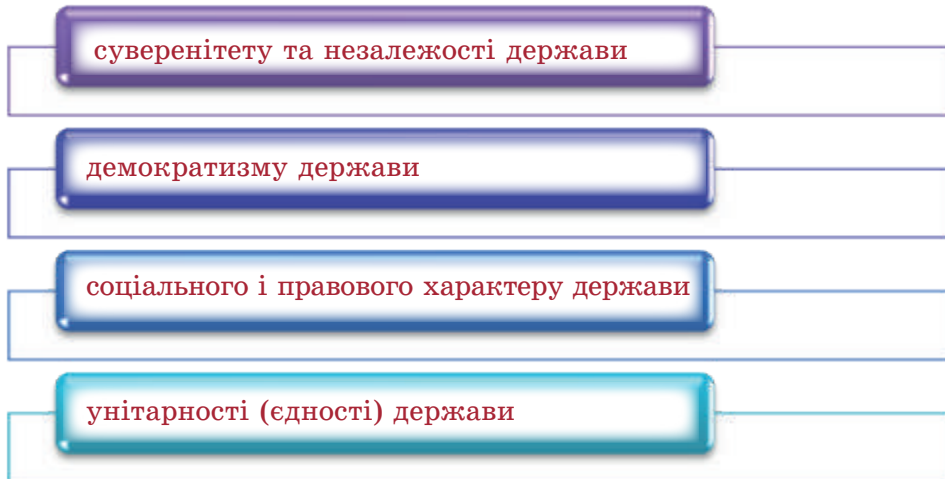 суверенітету та незалежності держави
демократизму держави
соціального і правового характеру держави
унітарності (єдності) держави